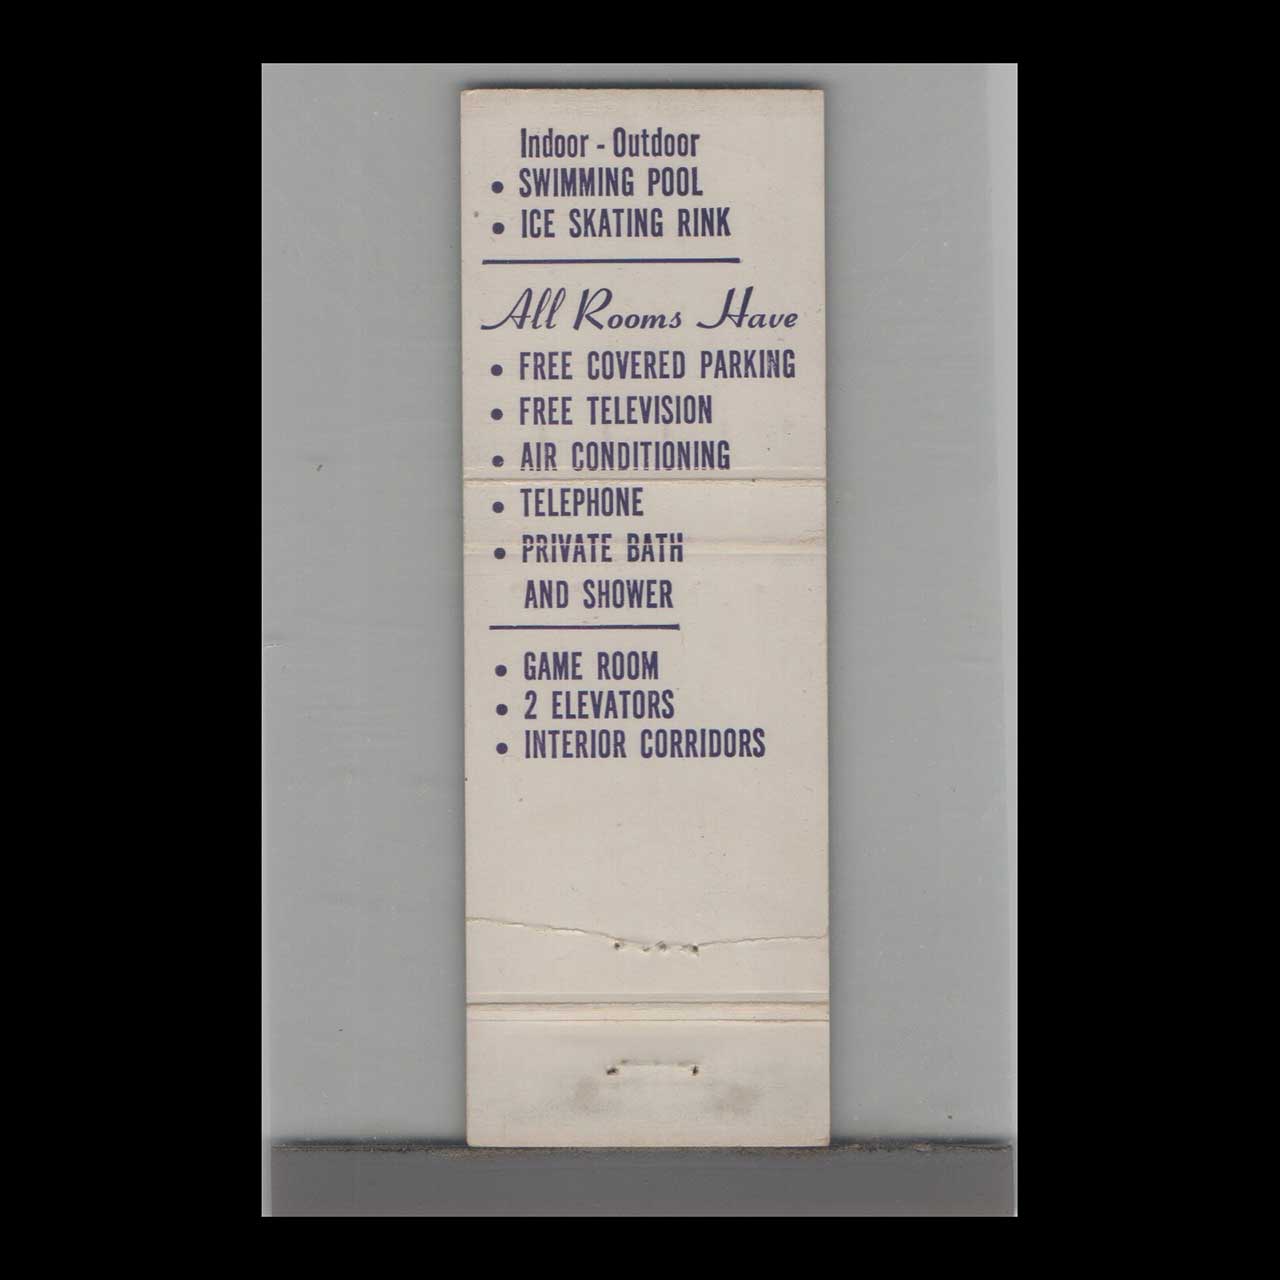 Indoor - Outdoor
• SWIMMING POOL
• ICE SKATING RINK
All Rooms Have
• FREE COVERED PARKING
• FREE TELEVISION
• AIR CONDITIONING
• TELEPHONE
• PRIVATE BATH
AND SHOWER
• GAME ROOM
• 2 ELEVATORS
• INTERIOR CORRIDORS